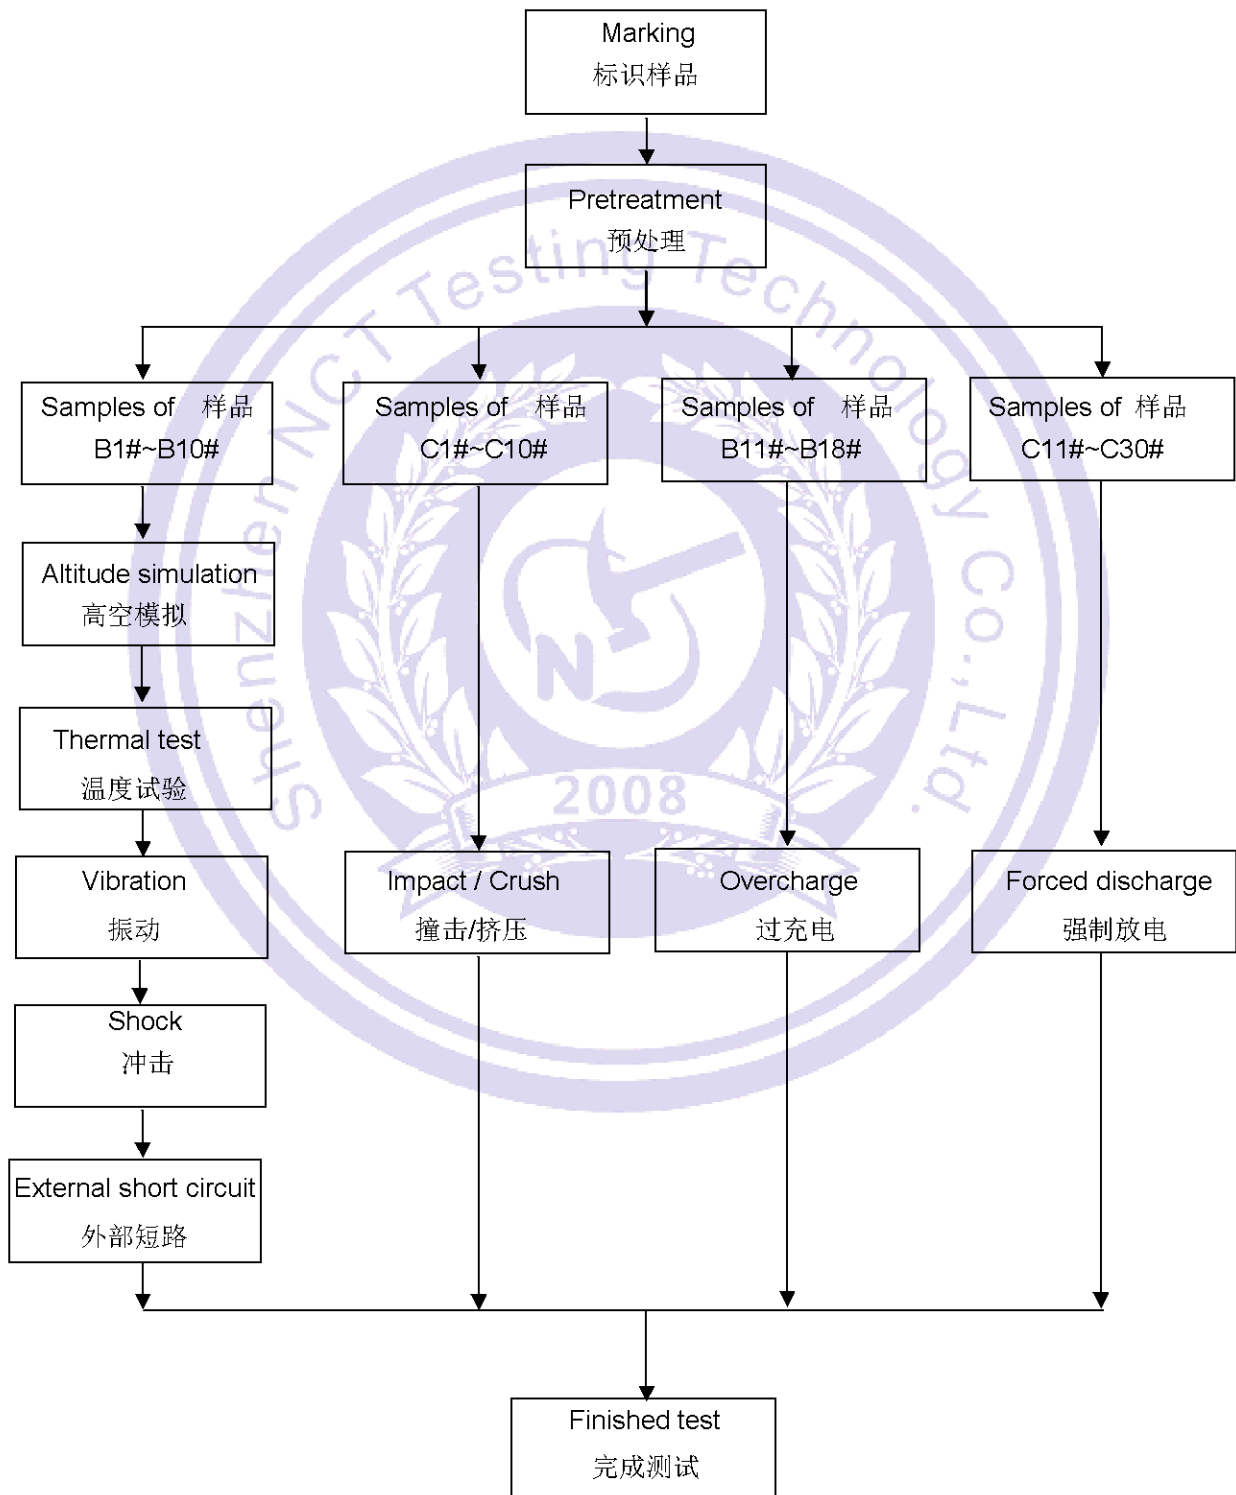 Marking
标识样品
Pretreatment
预处理
Samples of 样品
B1#~B10#
Samples of 样品
C1#~C10#
Samples of 样品
B11#~B18#
Samples of 样品
C11#~C30#
Altitude simulation
高空模拟
Thermal test
温度试验
Vibration
振动
Impact / Crush
撞击/挤压
Overcharge
过充电
Forced discharge
强制放电
Shock
冲击
External short circuit
外部短路
Finished test
完成测试
Shenzhen NCT Testing Technology Co.,Ltd.
N
2008